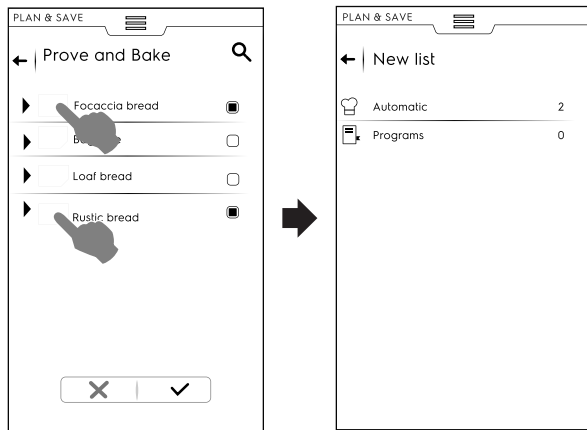 PLAN & SAVE
Prove and Bake
Focaccia bread
Loaf bread
Rustic bread
PLAN & SAVE
New list
Automatic 2
Programs 0